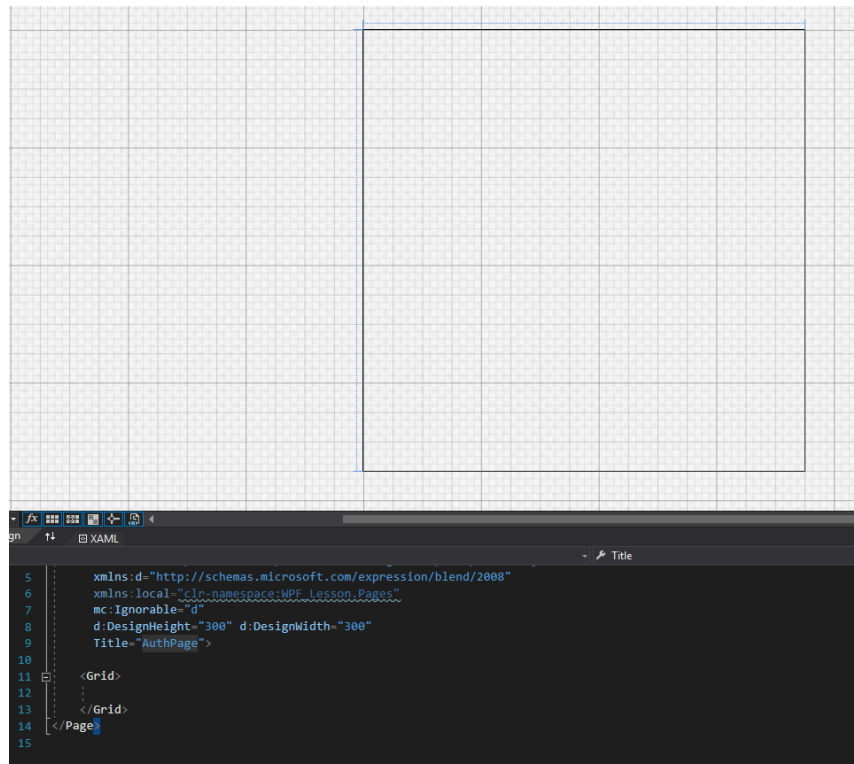 fx
gn XAML
Title
5 xmlns:d="http://schemas.microsoft.com/expression/blend/2008"
6 xmlns:local="clr-namespace:WPF_Lesson.Pages"
7 mc:Ignorable="d"
8 d:DesignHeight="300" d:DesignWidth="300"
9 Title="AuthPage">
10
11 <Grid>
12
13 </Grid>
14 </Page>
15